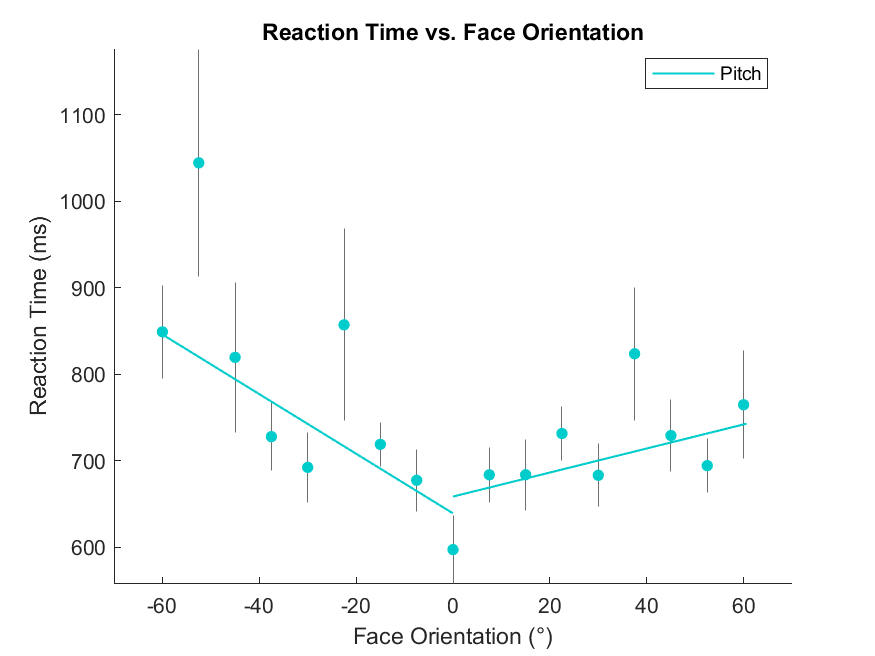 Reaction Time vs. Face Orientation
Pitch
Reaction Time (ms)
1100
1000
900
800
700
600
-60 -40 -20 0 20 40 60
Face Orientation (°)